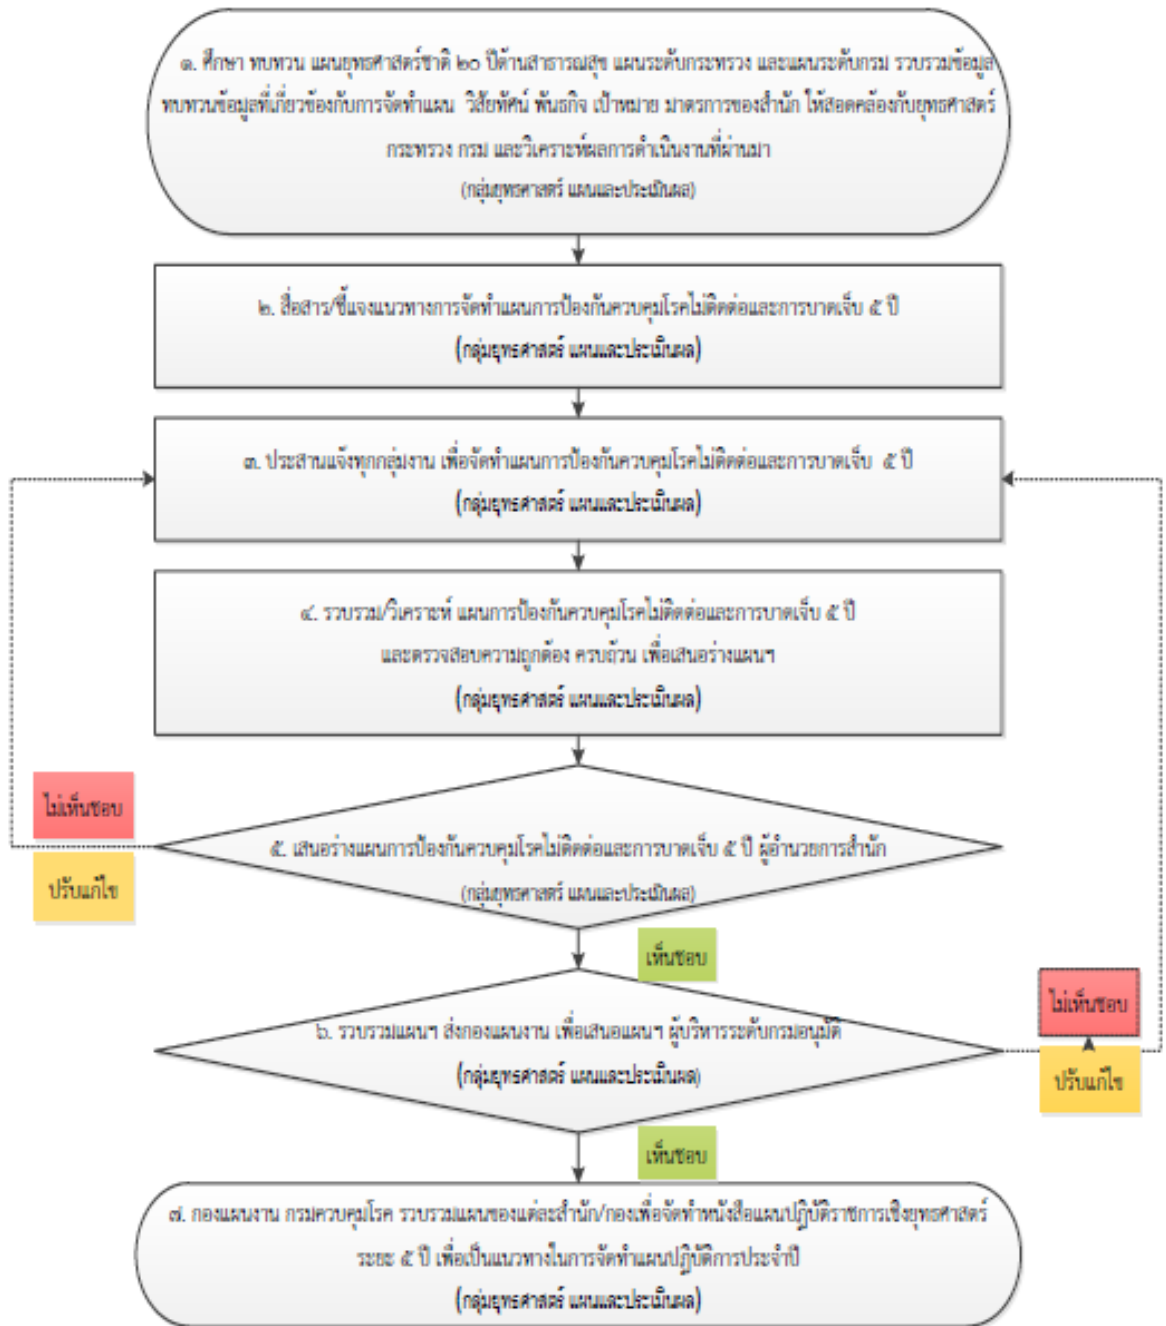 ๑. ศึกษา ทบทวน แผนยุทธศาสตร์ชาติ ๒๐ ปีด้านสาธารณสุข แผนระดับกระทรวง และแผนระดับกรม รวบรวมข้อมูล
ทบทวนข้อมูลที่เกี่ยวข้องกับการจัดทำแผน วิสัยทัศน์ พันธกิจ เป้าหมาย มาตรการของสำนัก ให้สอดคล้องกับยุทธศาสตร์
กระทรวง กรม และวิเคราะห์ผลการดำเนินงานที่ผ่านมา
(กลุ่มยุทธศาสตร์ แผนและประเมินผล)
๒. สื่อสาร/ชี้แจงแนวทางการจัดทำแผนการป้องกันควบคุมโรคไม่ติดต่อและการบาดเจ็บ ๕ ปี
(กลุ่มยุทธศาสตร์ แผนและประเมินผล)
๓. ประสานแจ้งทุกกลุ่มงาน เพื่อจัดทำแผนการป้องกันควบคุมโรคไม่ติดต่อและการบาดเจ็บ ๕ ปี
(กลุ่มยุทธศาสตร์ แผนและประเมินผล)
๔. รวบรวม/วิเคราะห์ แผนการป้องกันควบคุมโรคไม่ติดต่อและการบาดเจ็บ ๕ ปี
และตรวจสอบความถูกต้อง ครบถ้วน เพื่อเสนอร่างแผนฯ
(กลุ่มยุทธศาสตร์ แผนและประเมินผล)
ไม่เห็นชอบ
ปรับแก้ไข
๕. เสนอร่างแผนการป้องกันควบคุมโรคไม่ติดต่อและการบาดเจ็บ ๕ ปี ผู้อำนวยการสำนัก
(กลุ่มยุทธศาสตร์ แผนและประเมินผล)
เห็นชอบ
๖. รวบรวมแผนฯ ส่งกองแผนงาน เพื่อเสนอแผนฯ ผู้บริหารระดับกรมอนุมัติ
(กลุ่มยุทธศาสตร์ แผนและประเมินผล)
ไม่เห็นชอบ
ปรับแก้ไข
เห็นชอบ
๗. กองแผนงาน กรมควบคุมโรค รวบรวมแผนของแต่ละสำนัก/กองเพื่อจัดทำหนังสือแผนปฏิบัติราชการเชิงยุทธศาสตร์
ระยะ ๕ ปี เพื่อเป็นแนวทางในการจัดทำแผนปฏิบัติการประจำปี
(กลุ่มยุทธศาสตร์ แผนและประเมินผล)